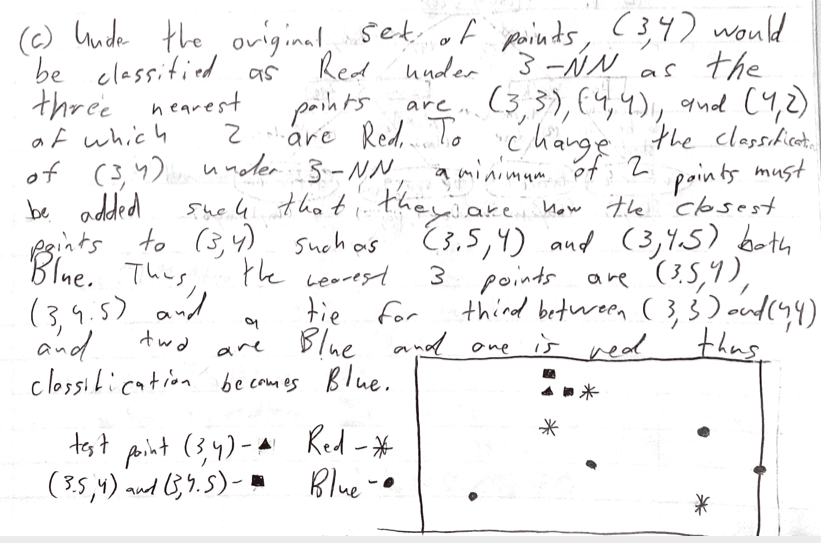 (c) Under the original set of points, (3,4) would
be classified as Red under 3-NN as the
three nearest points are (3,3), (4,4), and (4,2)
of which 2 are Red. To change the classificat.
of (3,4) under 3-NN, a minimum of 2 points must
be added such that they are now the closest
points to (3,4) such as (3.5,4) and (3,4.5) both
Blue. Thus, the nearest 3 points are (3.5,4),
(3,4.5) and a tie for third between (3,3) and (4,4)
and two are Blue and one is red thus
classification becomes Blue.
test point (3,4) - ▲ Red - *
(3.5,4) and (3,4.5) - ■ Blue - ●